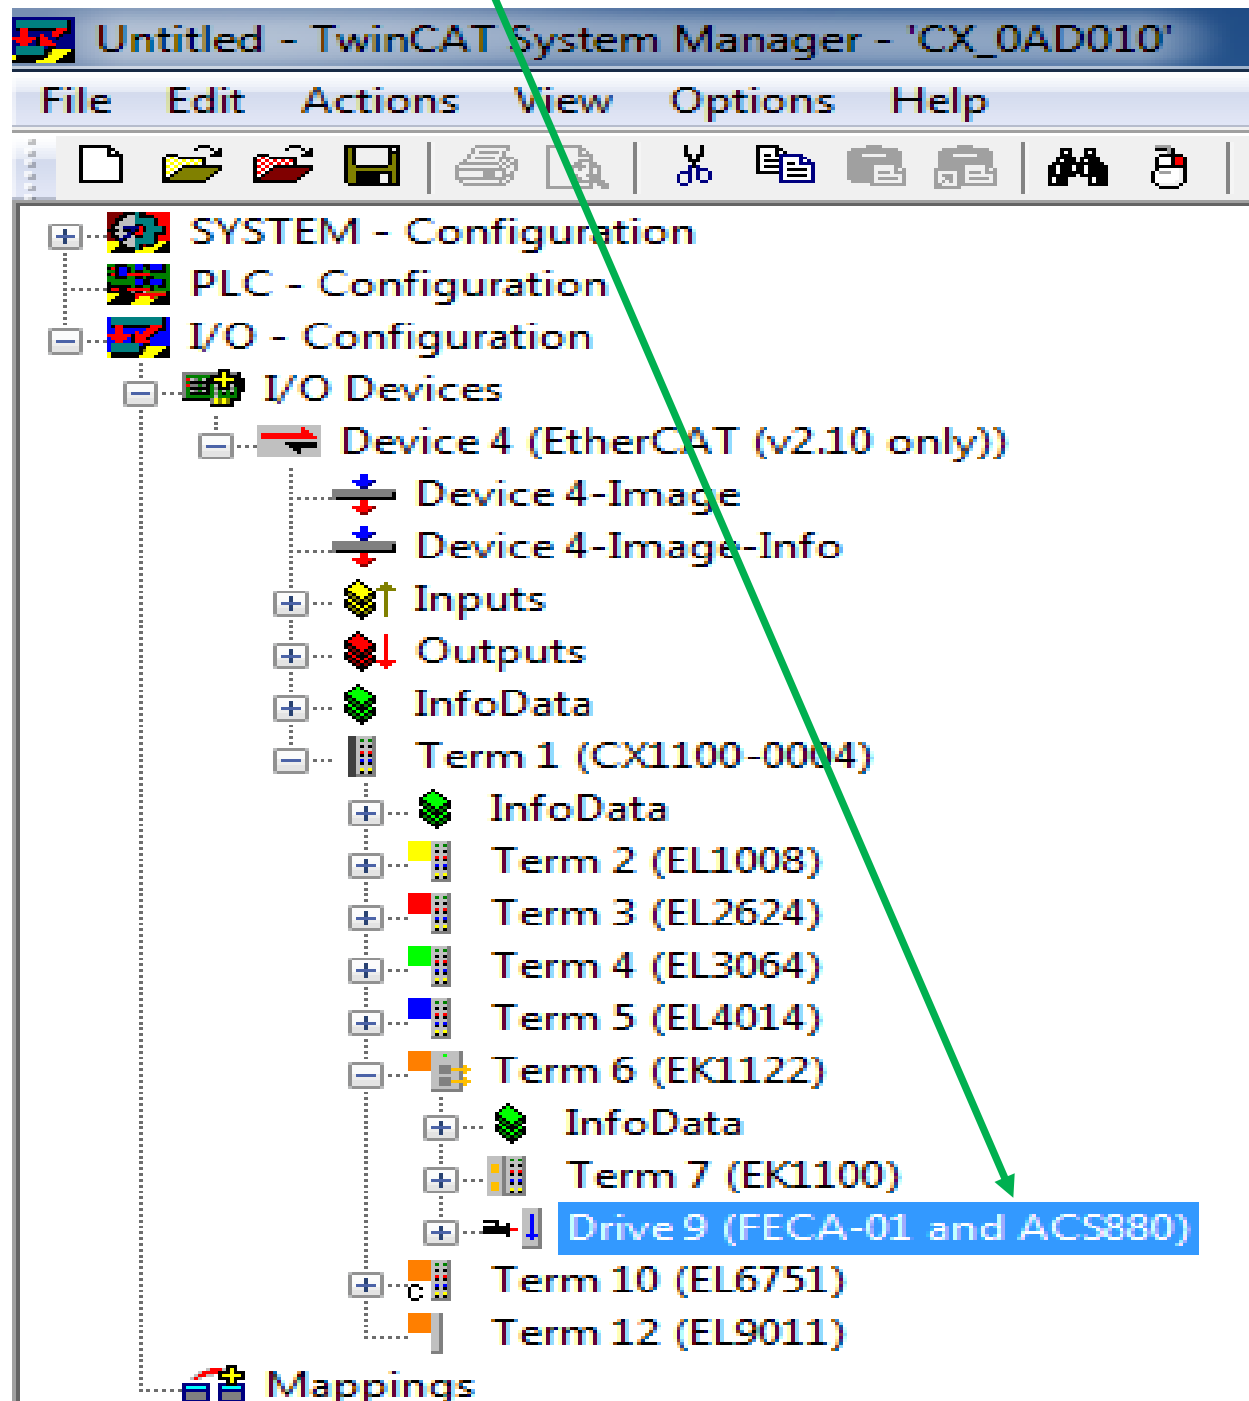 Untitled - TwinCAT System Manager - 'CX_0AD010'
File Edit Actions View Options Help
SYSTEM - Configuration
PLC - Configuration
I/O - Configuration
I/O Devices
Device 4 (EtherCAT (v2.10 only))
Device 4-Image
Device 4-Image-Info
Inputs
Outputs
InfoData
Term 1 (CX1100-0004)
InfoData
Term 2 (EL1008)
Term 3 (EL2624)
Term 4 (EL3064)
Term 5 (EL4014)
Term 6 (EK1122)
InfoData
Term 7 (EK1100)
Drive 9 (FECA-01 and ACS880)
Term 10 (EL6751)
Term 12 (EL9011)
Mappings